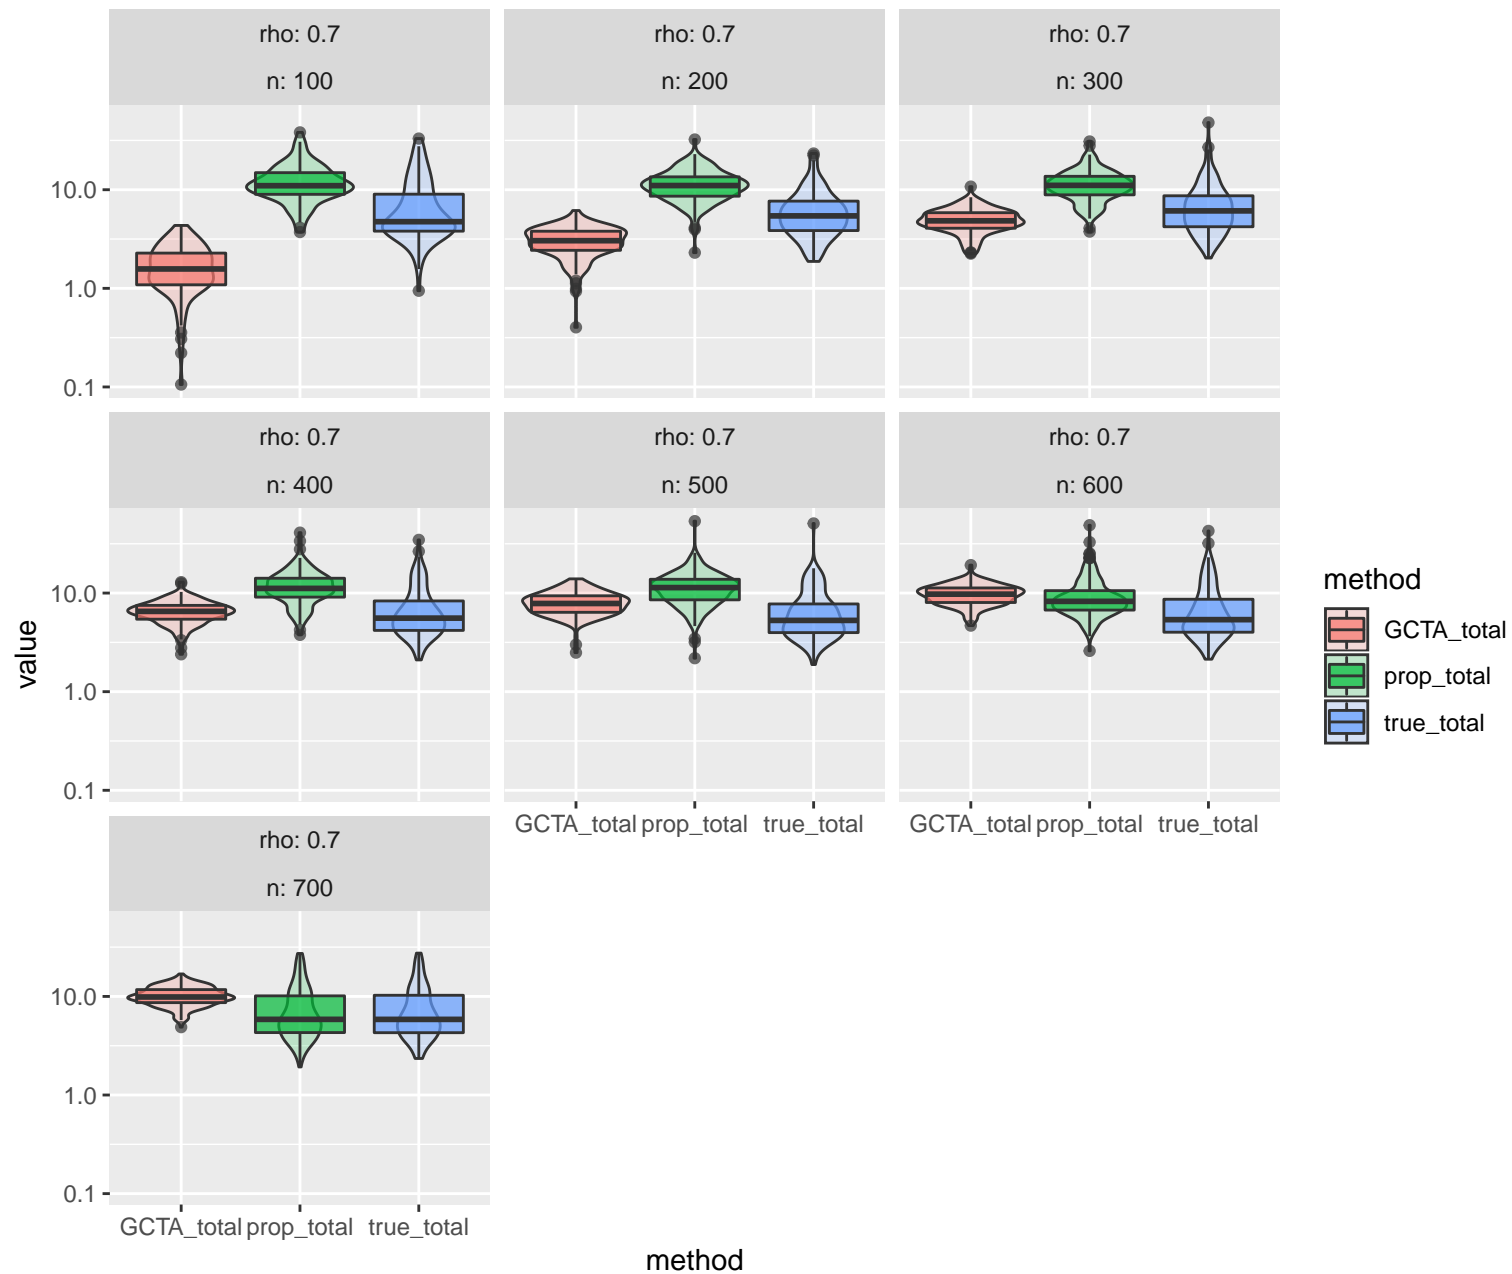 rho: 0.7
n: 100
rho: 0.7
n: 200
rho: 0.7
n: 300
10.0
1.0
0.1
rho: 0.7
n: 400
rho: 0.7
n: 500
rho: 0.7
n: 600
10.0
1.0
0.1
GCTA_total prop_total true_total
GCTA_total prop_total true_total
rho: 0.7
n: 700
10.0
1.0
0.1
GCTA_total prop_total true_total
value
method
method
GCTA_total
prop_total
true_total